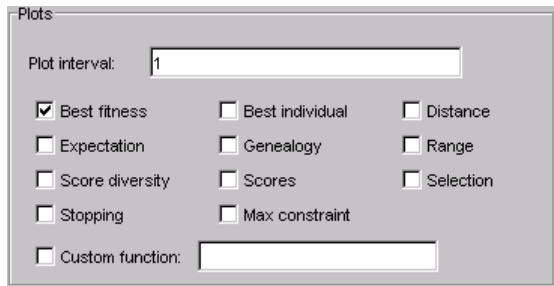 Plots
Plot interval: 1
Best fitness Best individual Distance
Expectation Genealogy Range
Score diversity Scores Selection
Stopping Max constraint
Custom function: